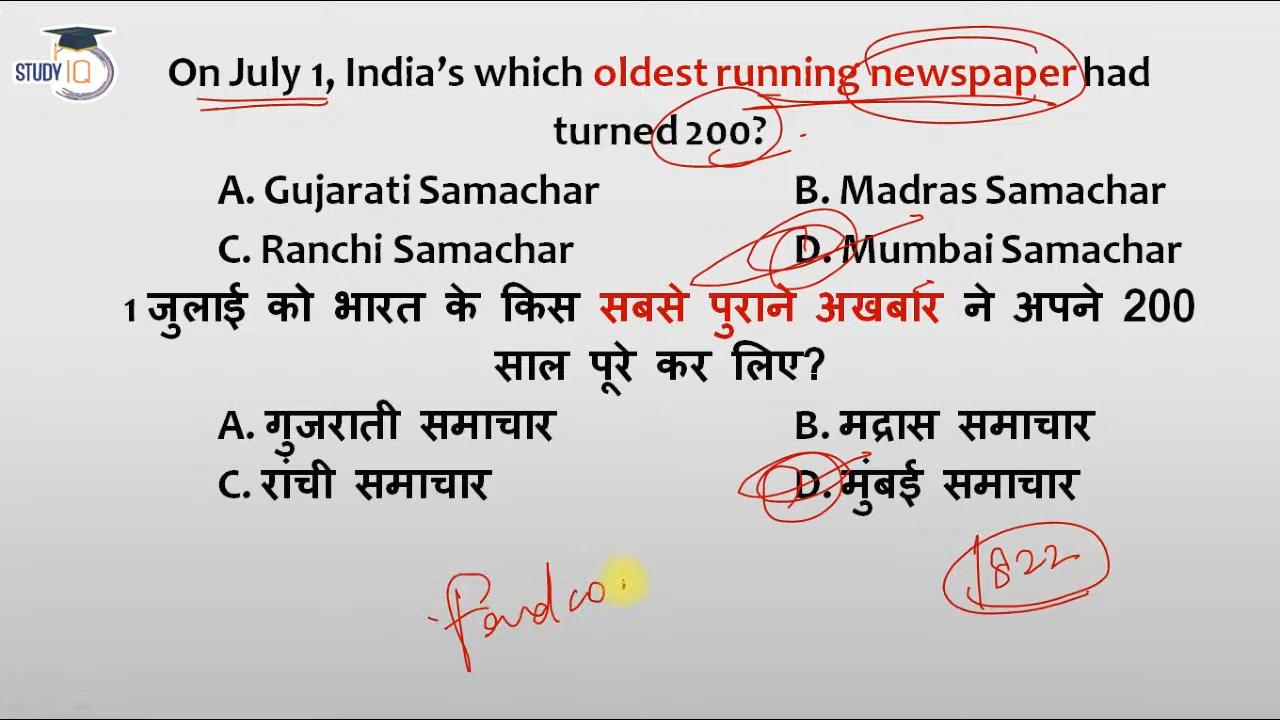 STUDY IQ
On July 1, India's which oldest running newspaper had
turned 200?
A. Gujarati Samachar B. Madras Samachar
C. Ranchi Samachar D. Mumbai Samachar
1 जुलाई को भारत के किस सबसे पुराने अखबार ने अपने 200
साल पूरे कर लिए?
A. गुजराती समाचार B. मद्रास समाचार
C. रांची समाचार D. मुंबई समाचार
1822